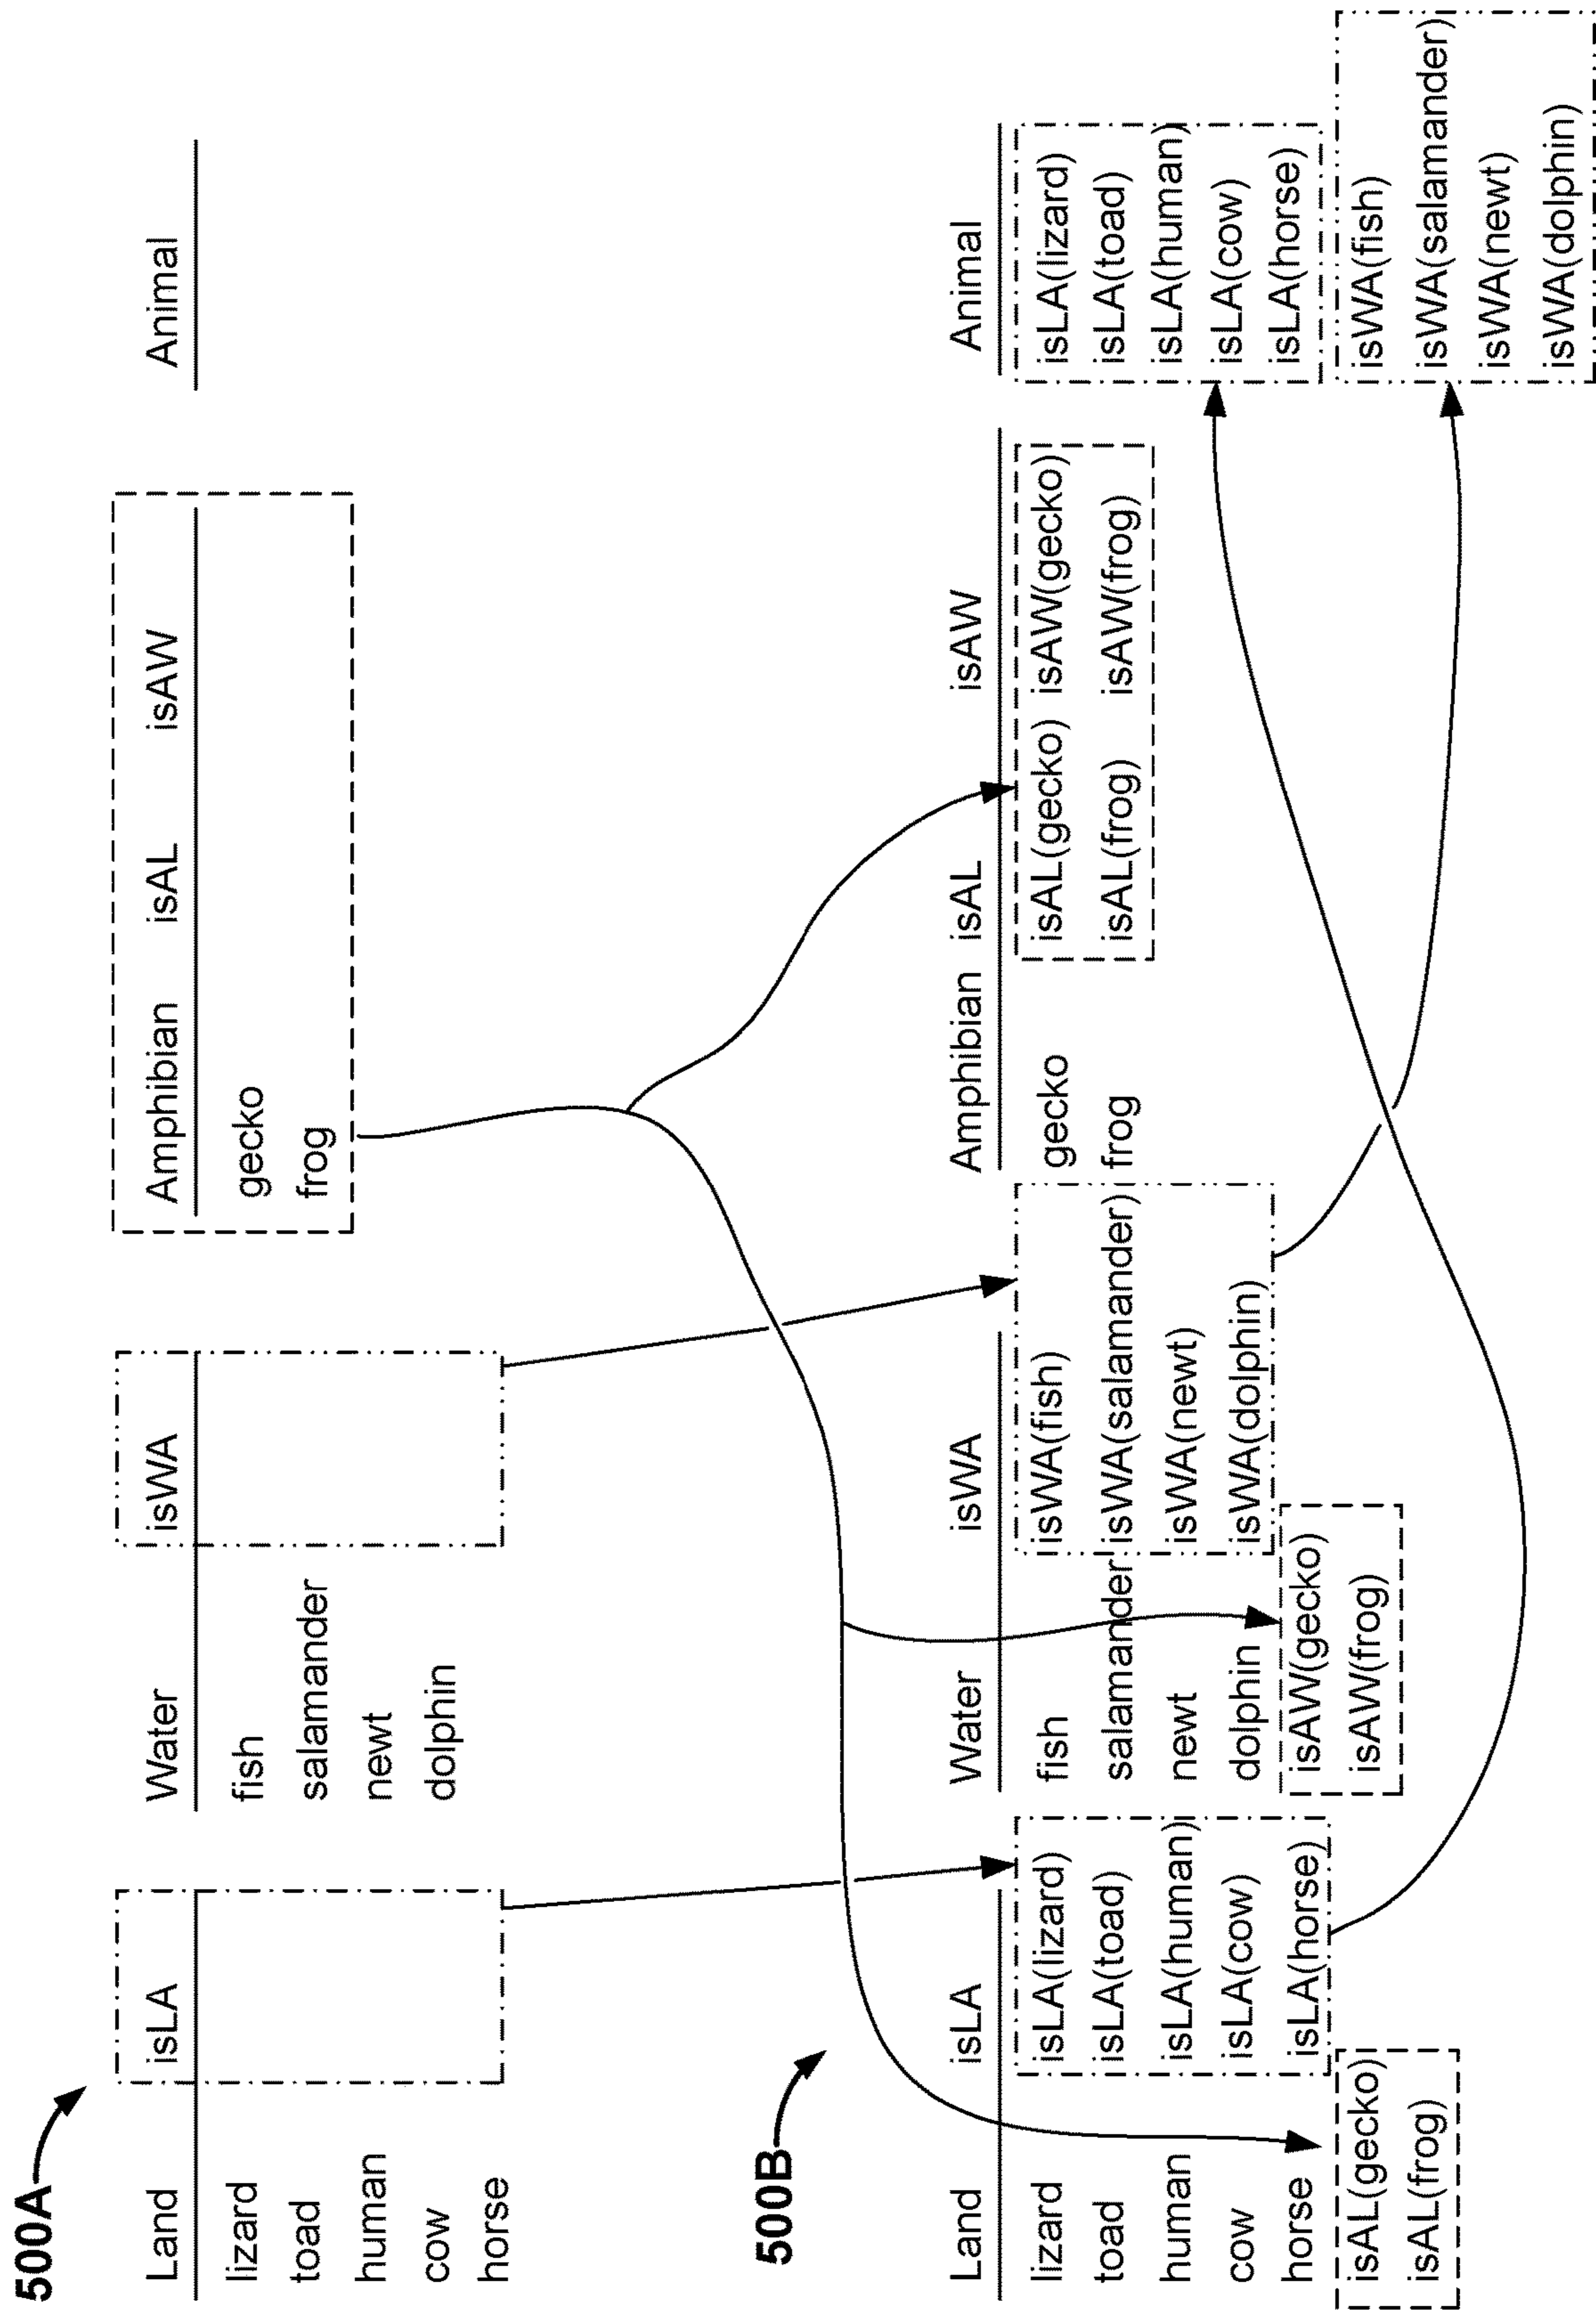 500A
Land isLA Water isWA Amphibian isAL isAW Animal
lizard fish gecko
toad salamander frog
human newt
cow dolphin
horse
500B
Land isLA Water isWA Amphibian isAL isAW Animal
lizard isLA(lizard) fish isWA(fish) gecko isAL(gecko) isAW(gecko) isLA(lizard)
toad isLA(toad) salamander isWA(salamander) frog isAL(frog) isAW(frog) isLA(toad)
human isLA(human) newt isWA(newt) isLA(human)
cow isLA(cow) dolphin isWA(dolphin) isLA(cow)
horse isLA(horse) isAW(gecko) isLA(horse)
isAL(gecko) isAW(frog) isWA(fish)
isAL(frog) isWA(salamander)
isWA(newt)
isWA(dolphin)